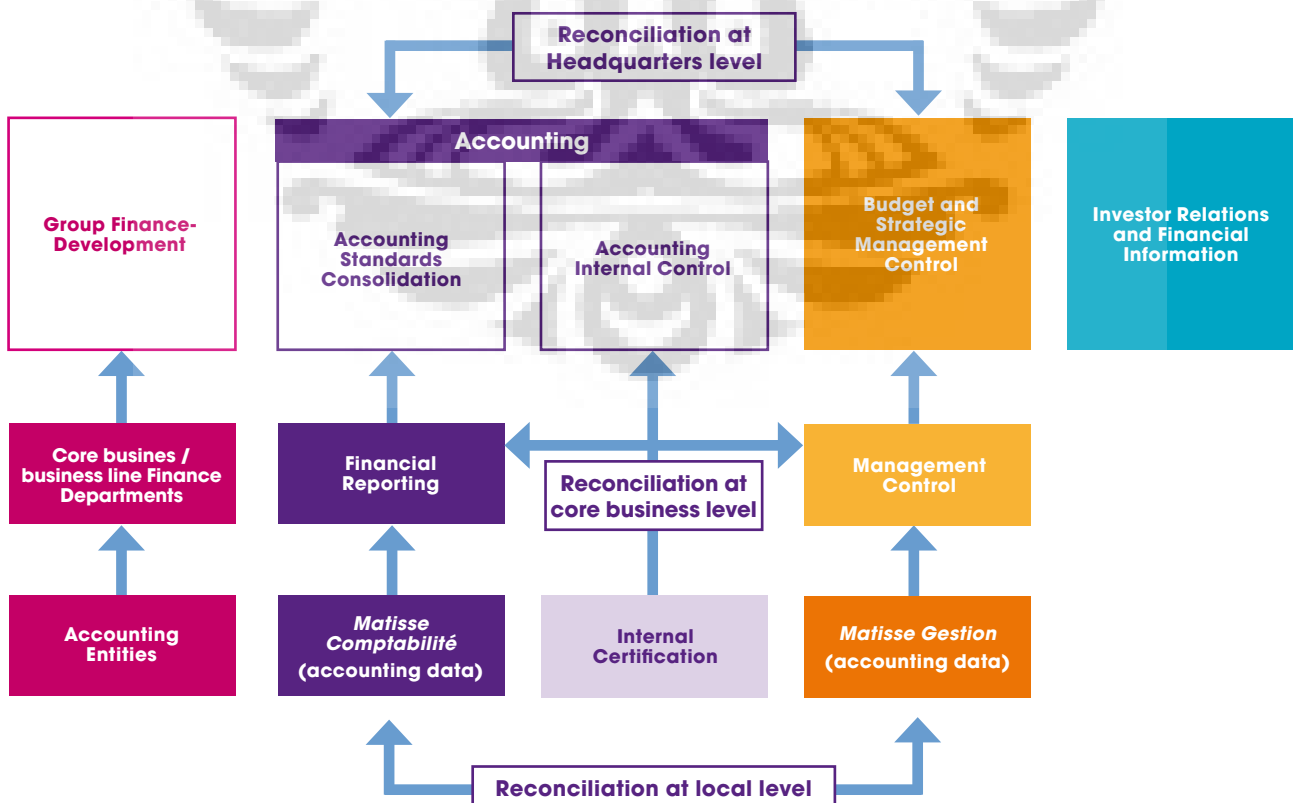 Reconciliation at
Headquarters level
Accounting
Group Finance-
Development
Accounting
Standards
Consolidation
Accounting
Internal Control
Budget and
Strategic
Management
Control
Investor Relations
and Financial
Information
Core busines /
business line Finance
Departments
Financial
Reporting
Reconciliation at
core business level
Management
Control
Accounting
Entities
Matisse
Comptabilité
(accounting data)
Internal
Certification
Matisse Gestion
(accounting data)
Reconciliation at local level